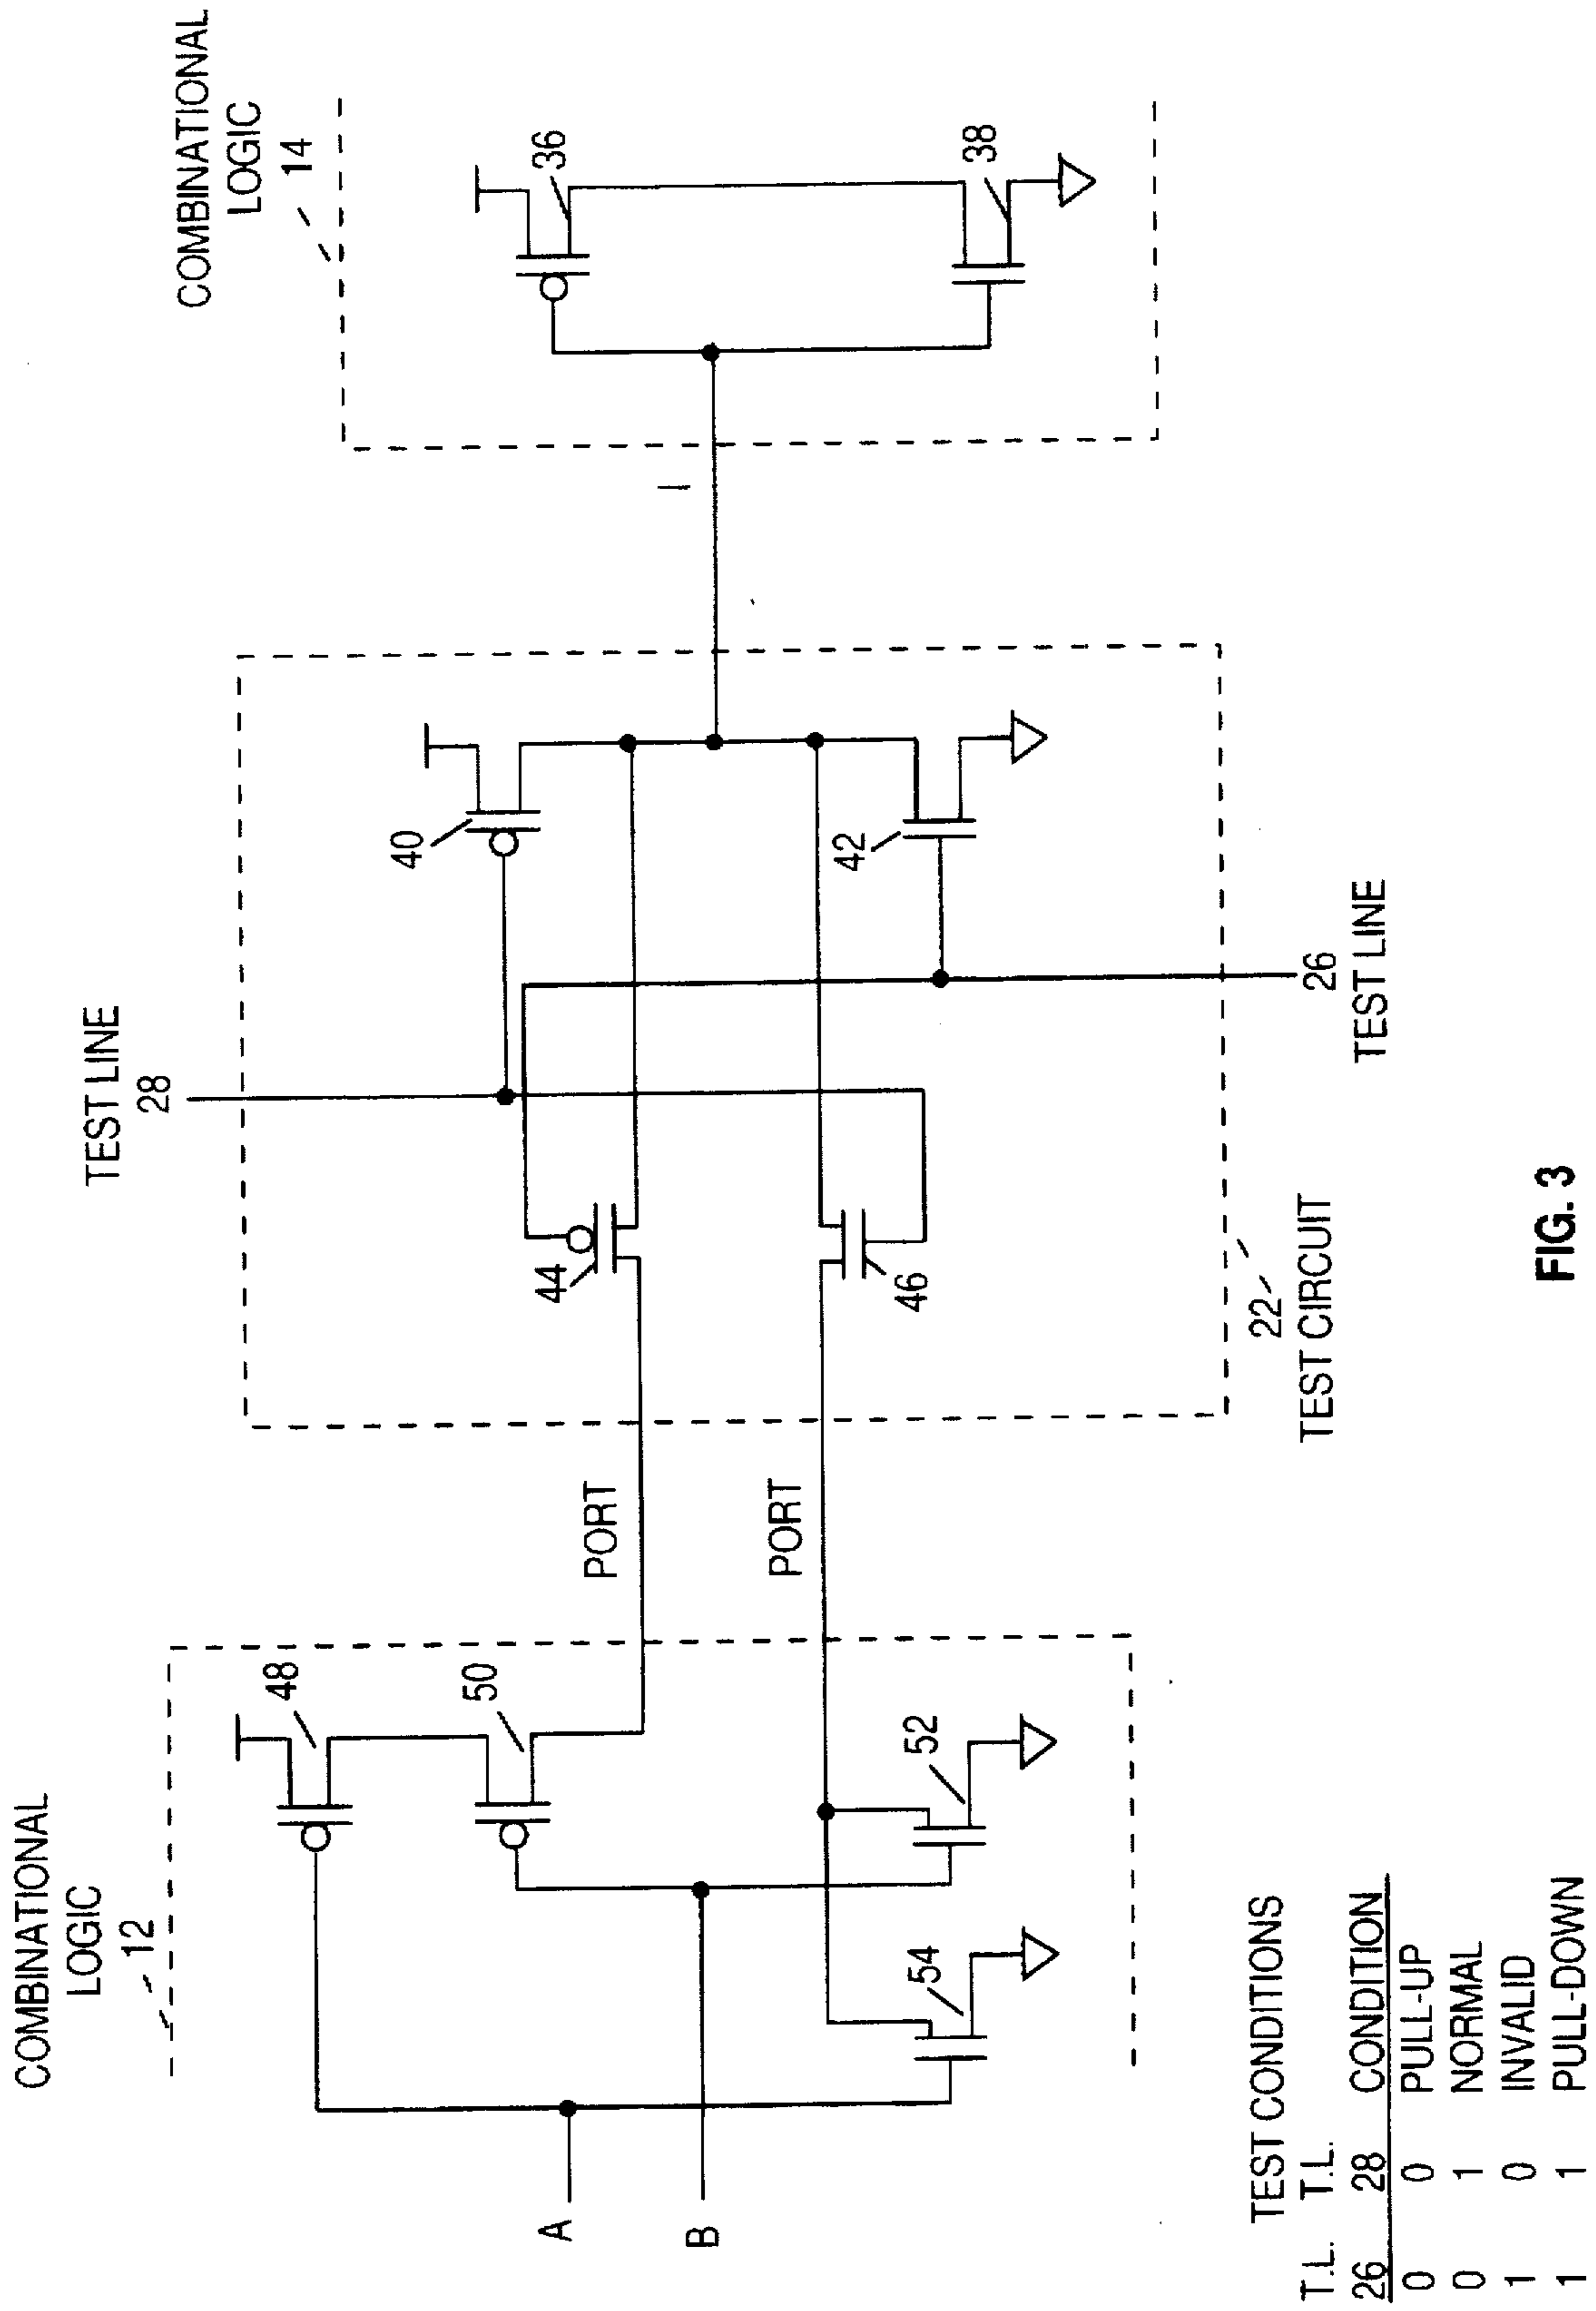 COMBINATIONAL
LOGIC
12
48
50
52
54
A
B
PORT
PORT
TEST LINE
28
44
46
40
42
26
TEST LINE
22
TEST CIRCUIT
I
COMBINATIONAL
LOGIC
14
36
38
TEST CONDITIONS
T.L. T.L.
26 28 CONDITION
0 0 PULL-UP
0 1 NORMAL
1 0 INVALID
1 1 PULL-DOWN
FIG. 3